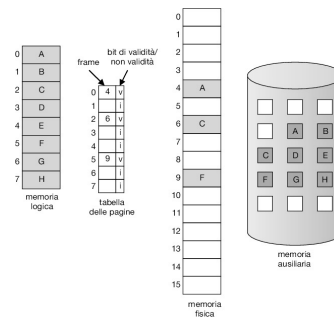 bit di validità/
non validità
frame
0 A
1 B
2 C
3 D
4 E
5 F
6 G
7 H
memoria
logica
0 4 v
1 i
2 6 v
3 i
4 i
5 9 v
6 i
7 i
tabella
delle pagine
0
1
2
3
4 A
5
6 C
7
8
9 F
10
11
12
13
14
15
memoria
fisica
A B
C D E
F G H
memoria
ausiliaria